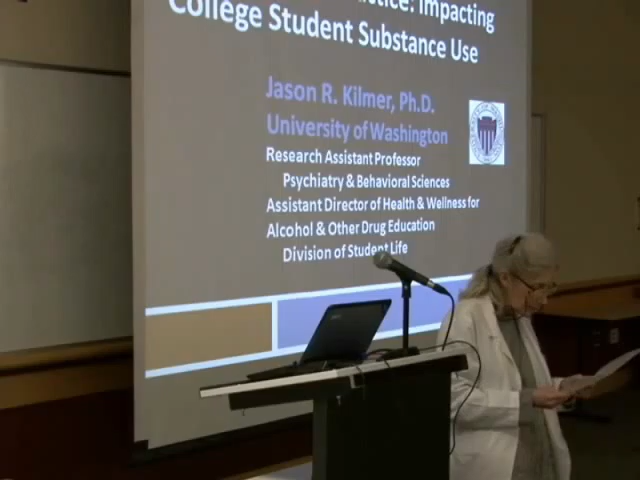 Impacting
College Student Substance Use
Jason R. Kilmer, Ph.D.
University of Washington
Research Assistant Professor
Psychiatry & Behavioral Sciences
Assistant Director of Health & Wellness for
Alcohol & Other Drug Education
Division of Student Life